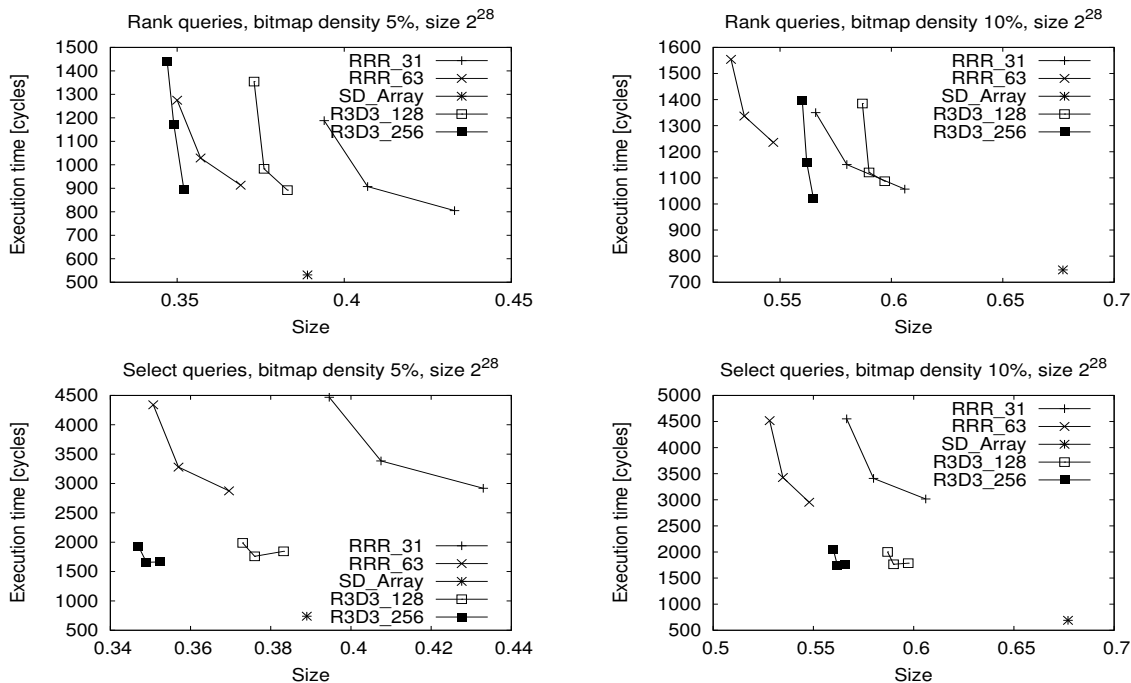 Rank queries, bitmap density 5%, size 2^28
Execution time [cycles]
1500
1400
1300
1200
1100
1000
900
800
700
600
500
RRR_31
RRR_63
SD_Array
R3D3_128
R3D3_256
0.35
0.4
0.45
Size
Rank queries, bitmap density 10%, size 2^28
Execution time [cycles]
1600
1500
1400
1300
1200
1100
1000
900
800
700
RRR_31
RRR_63
SD_Array
R3D3_128
R3D3_256
0.55
0.6
0.65
0.7
Size
Select queries, bitmap density 5%, size 2^28
Execution time [cycles]
4500
4000
3500
3000
2500
2000
1500
1000
500
RRR_31
RRR_63
SD_Array
R3D3_128
R3D3_256
0.34
0.36
0.38
0.4
0.42
0.44
Size
Select queries, bitmap density 10%, size 2^28
Execution time [cycles]
5000
4500
4000
3500
3000
2500
2000
1500
1000
500
RRR_31
RRR_63
SD_Array
R3D3_128
R3D3_256
0.5
0.55
0.6
0.65
0.7
Size